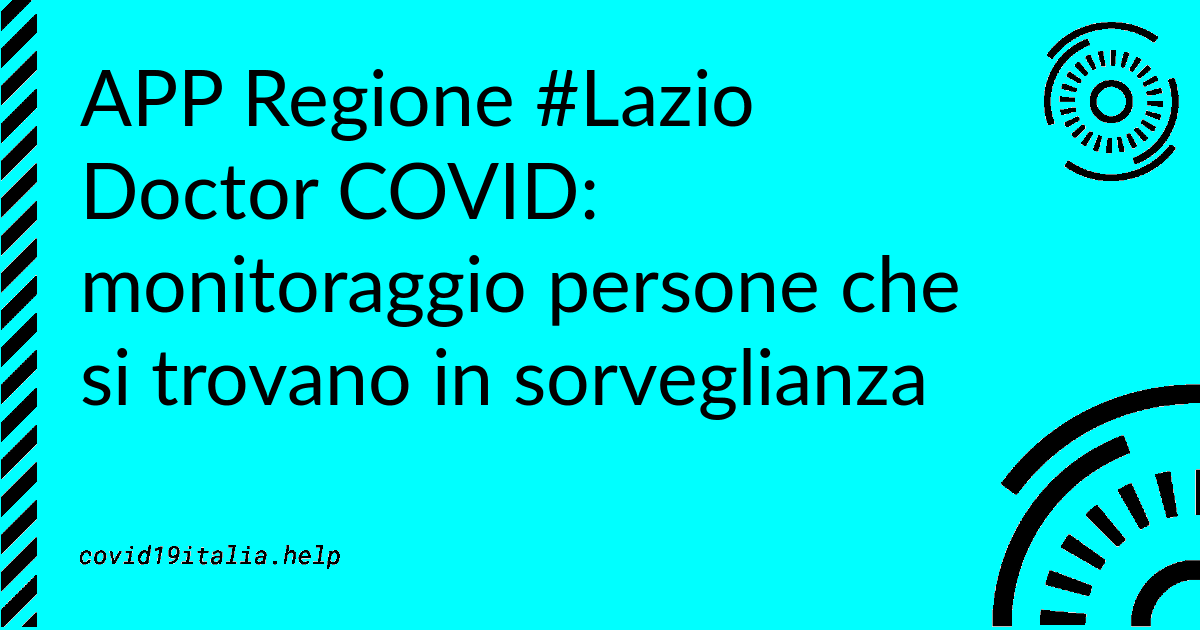 APP Regione #Lazio
Doctor COVID:
monitoraggio persone che
si trovano in sorveglianza
covid19italia.help